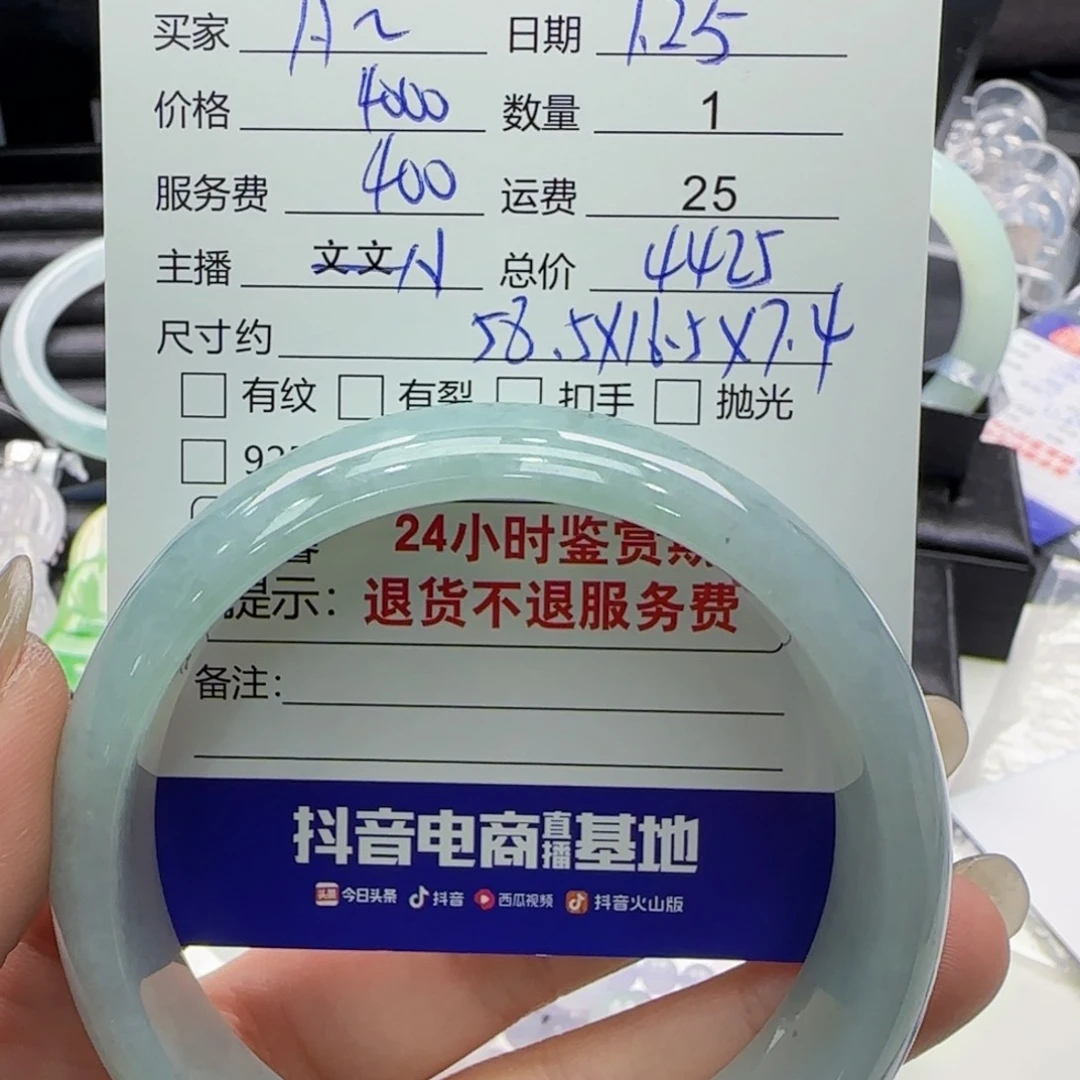 买家 A~ 日期 1.25
价格 4000 数量 1
服务费 400 运费 25
主播 文文 总价 4425
尺寸约 58.5X16.5X7.4
□ 有纹 □ 有裂 □ 扣手 □ 抛光
□ 92
24小时鉴赏期
提示：退货不退服务费
备注：
抖音电商直播基地
头条 今日头条 抖音 西瓜视频 抖音火山版